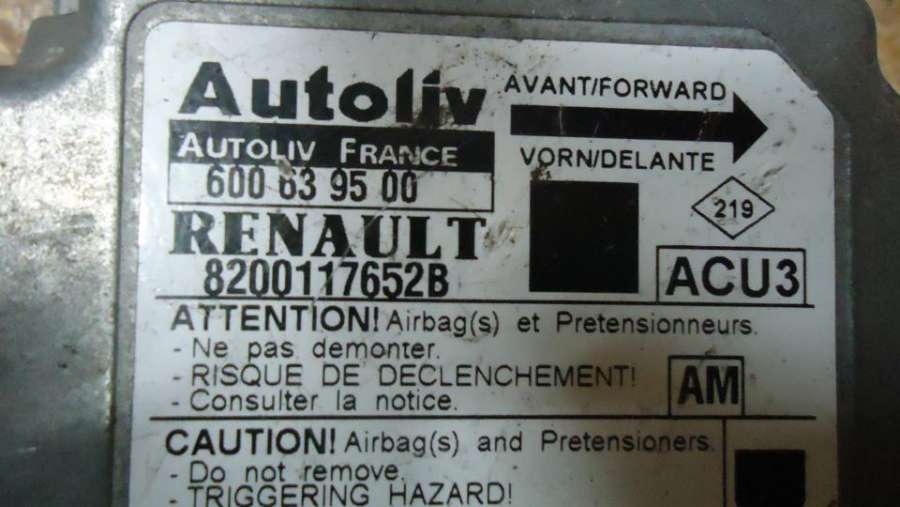 Autoliv
AVANT/FORWARD
AUTOLIV FRANCE
VORN/DELANTE
600 63 95 00
219
RENAULT
8200117652B
ACU3
ATTENTION! Airbag(s) et Pretensionneurs.
- Ne pas demonter.
- RISQUE DE DECLENCHEMENT!
AM
- Consulter la notice.
CAUTION! Airbag(s) and Pretensioners.
- Do not remove.
- TRIGGERING HAZARD!